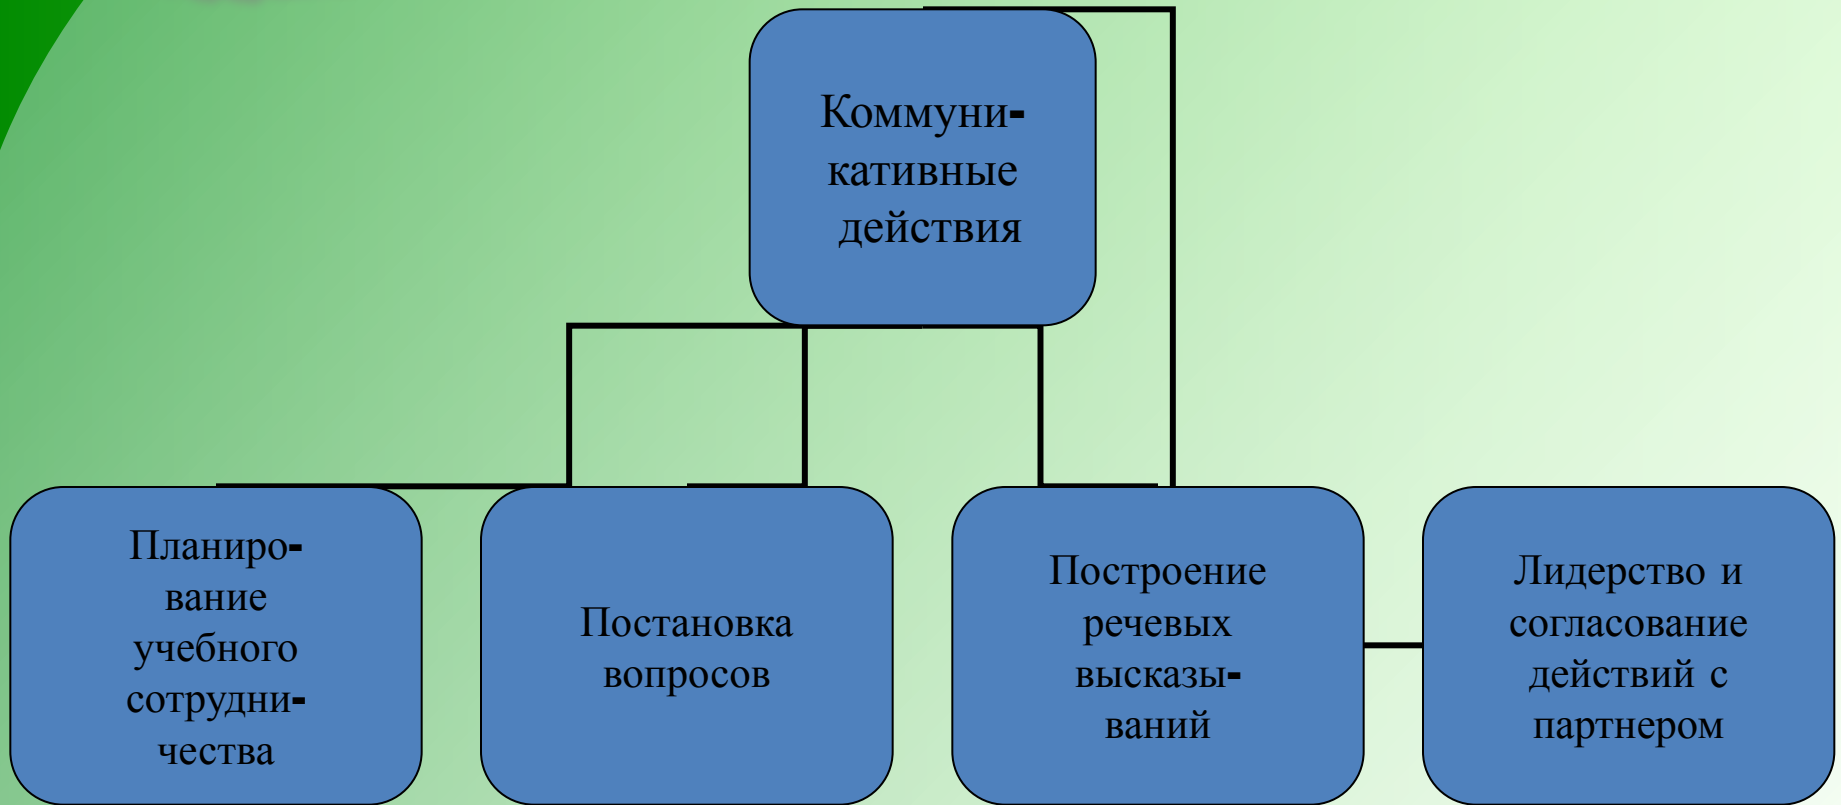 Коммуни-
кативные
действия
Планиро-
вание
учебного
сотрудни-
чества
Постановка
вопросов
Построение
речевых
высказы-
ваний
Лидерство и
согласование
действий с
партнером